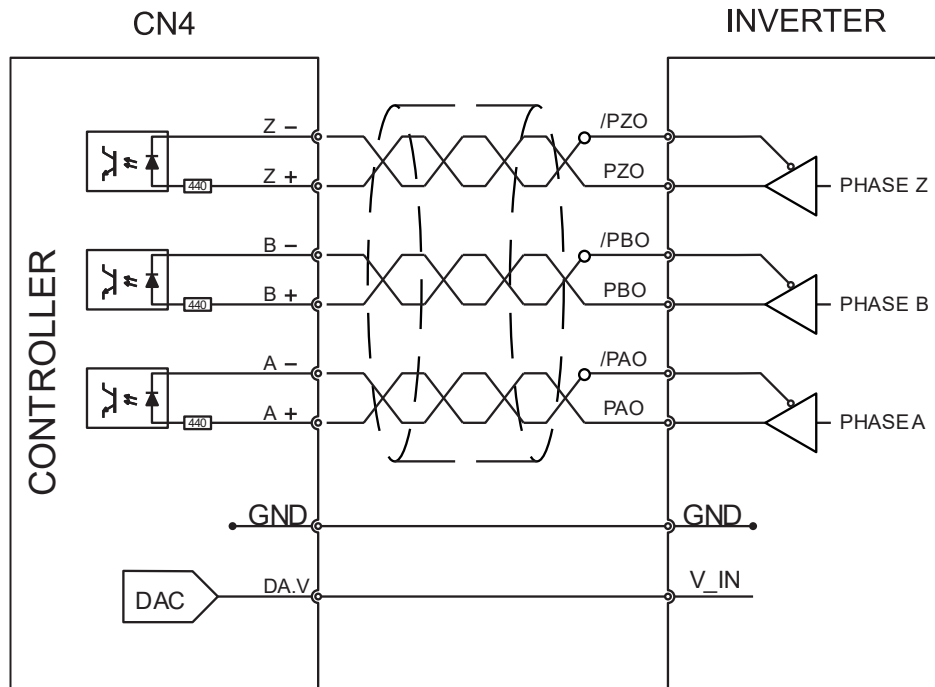 CN4
INVERTER
CONTROLLER
Z –
/PZO
440
Z +
PZO
PHASE Z
B –
/PBO
440
B +
PBO
PHASE B
A –
/PAO
440
A +
PAO
PHASE A
GND
GND
DAC
DA.V
V_IN